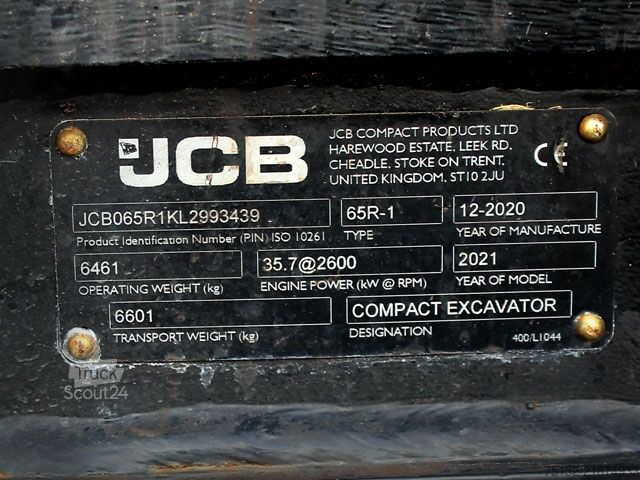 JCB
JCB COMPACT PRODUCTS LTD
HAREWOOD ESTATE, LEEK RD.
CHEADLE, STOKE ON TRENT.
UNITED KINGDOM. ST10 2JU
CE
JCB065R1KL2993439
65R-1
12-2020
Product Identification Number (PIN) ISO 10261
TYPE
YEAR OF MANUFACTURE
6461
35.7@2600
2021
OPERATING WEIGHT (kg)
ENGINE POWER (kW @ RPM)
YEAR OF MODEL
6601
COMPACT EXCAVATOR
TRANSPORT WEIGHT (kg)
DESIGNATION
400/L1044
Truck
Scout24